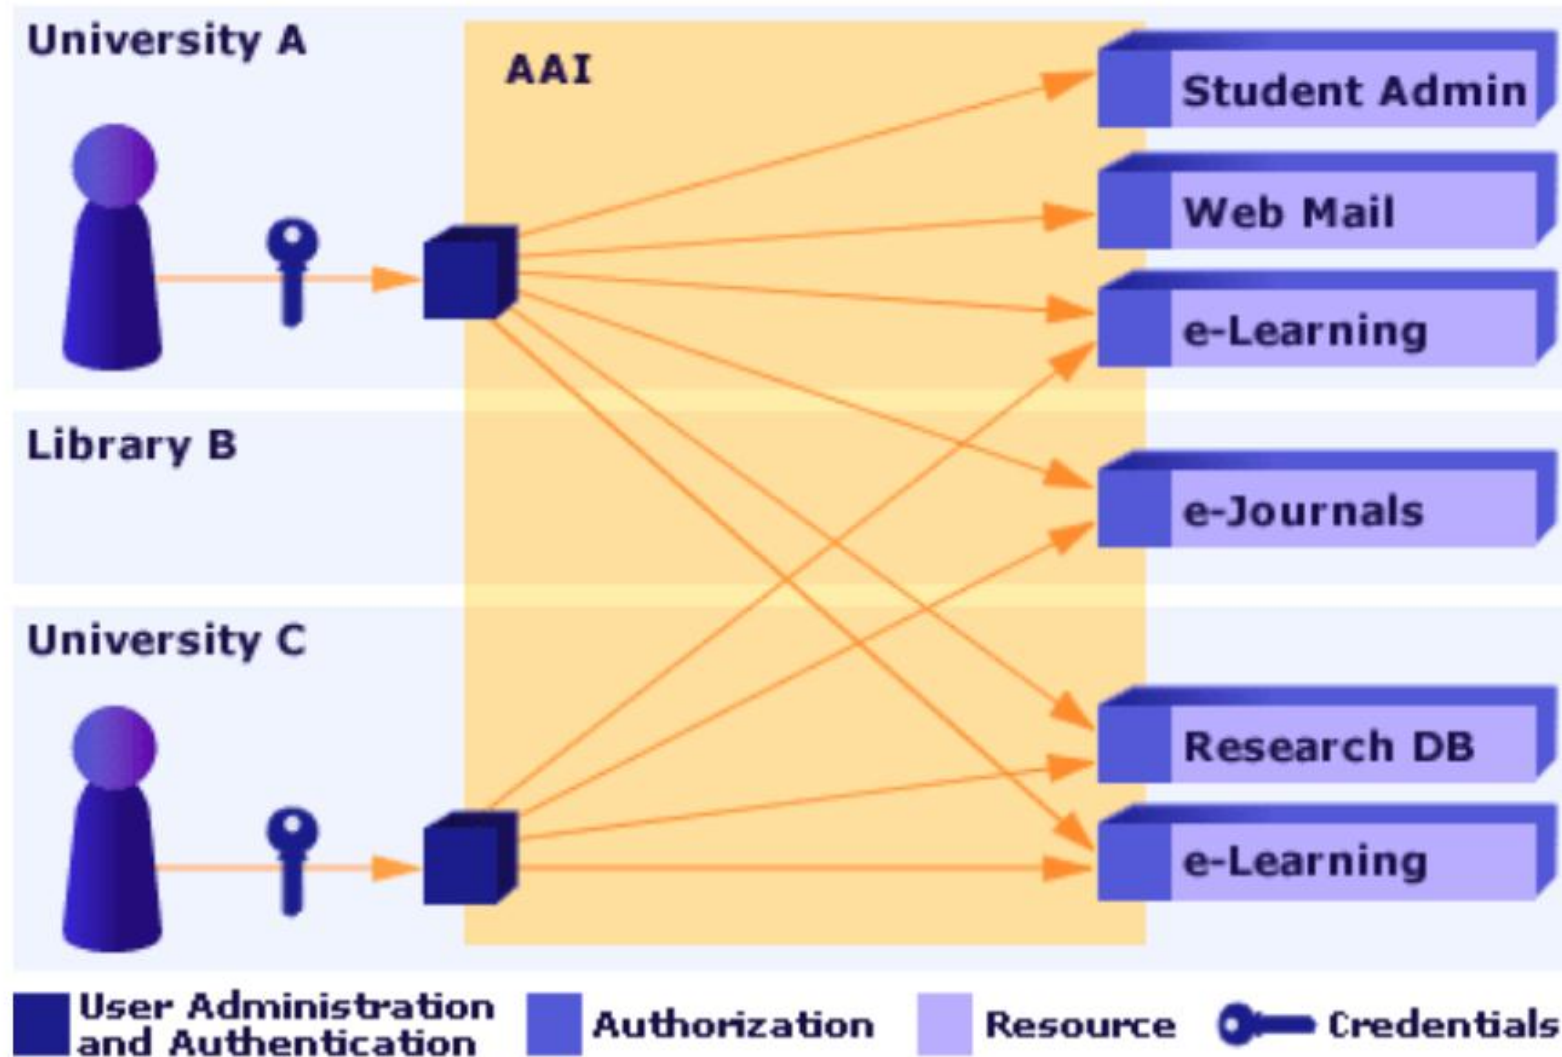 University A
AAI
Student Admin
Web Mail
e-Learning
Library B
e-Journals
University C
Research DB
e-Learning
User Administration
and Authentication
Authorization
Resource
Credentials